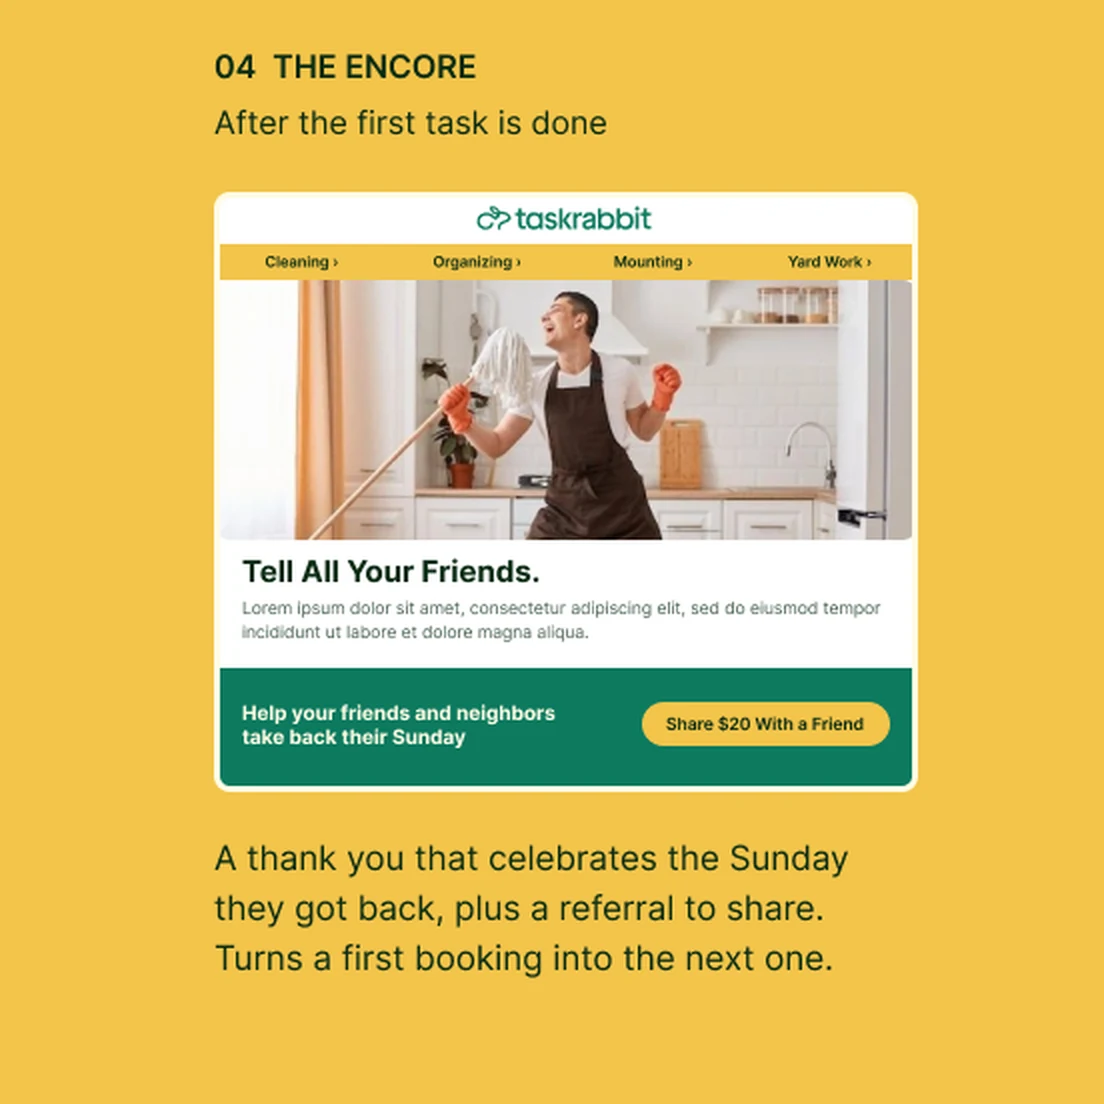 04 THE ENCORE
After the first task is done
taskrabbit
Cleaning › Organizing › Mounting › Yard Work ›
Tell All Your Friends.
Lorem ipsum dolor sit amet, consectetur adipiscing elit, sed do eiusmod tempor
incididunt ut labore et dolore magna aliqua.
Help your friends and neighbors
take back their Sunday
Share $20 With a Friend
A thank you that celebrates the Sunday
they got back, plus a referral to share.
Turns a first booking into the next one.